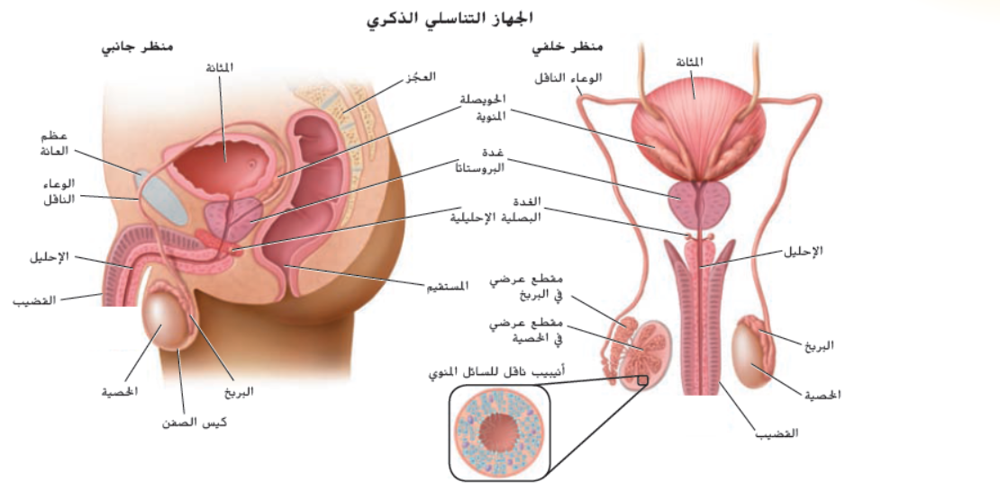 الجهاز التناسلي الذكري
منظر خلفي
منظر جانبي
المثانة
الوعاء الناقل
الحويصلة
المنوية
غدة
البروستاتا
الغدة
البصلية الإحليلية
الإحليل
مقطع عرضي
في البربخ
مقطع عرضي
في الخصية
أنيبيب ناقل للسائل المنوي
البربخ
الخصية
القضيب
المثانة
العجُز
عظم
العانة
الوعاء
الناقل
الإحليل
القضيب
المستقيم
الخصية
البربخ
كيس الصفن